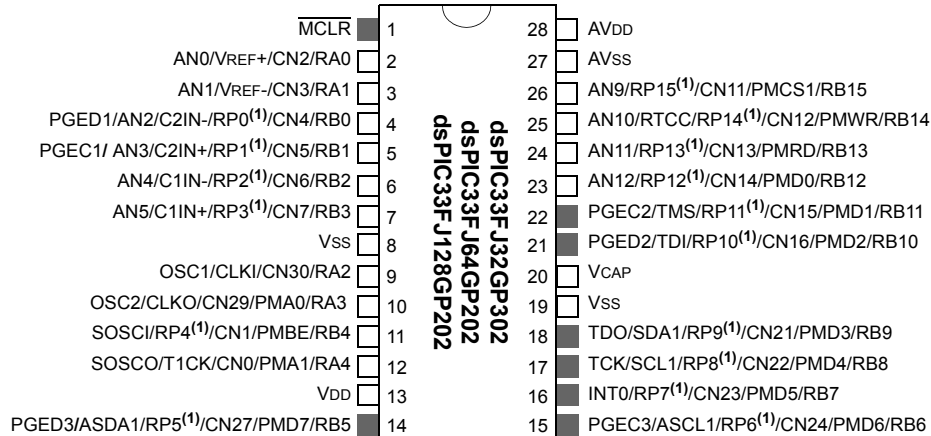 MCLR 1
AN0/VREF+/CN2/RA0 2
AN1/VREF-/CN3/RA1 3
PGED1/AN2/C2IN-/RP0(1)/CN4/RB0 4
PGEC1/ AN3/C2IN+/RP1(1)/CN5/RB1 5
AN4/C1IN-/RP2(1)/CN6/RB2 6
AN5/C1IN+/RP3(1)/CN7/RB3 7
VSS 8
OSC1/CLKI/CN30/RA2 9
OSC2/CLKO/CN29/PMA0/RA3 10
SOSCI/RP4(1)/CN1/PMBE/RB4 11
SOSCO/T1CK/CN0/PMA1/RA4 12
VDD 13
PGED3/ASDA1/RP5(1)/CN27/PMD7/RB5 14
dsPIC33FJ32GP302
dsPIC33FJ64GP202
dsPIC33FJ128GP202
28 AVDD
27 AVSS
26 AN9/RP15(1)/CN11/PMCS1/RB15
25 AN10/RTCC/RP14(1)/CN12/PMWR/RB14
24 AN11/RP13(1)/CN13/PMRD/RB13
23 AN12/RP12(1)/CN14/PMD0/RB12
22 PGEC2/TMS/RP11(1)/CN15/PMD1/RB11
21 PGED2/TDI/RP10(1)/CN16/PMD2/RB10
20 VCAP
19 VSS
18 TDO/SDA1/RP9(1)/CN21/PMD3/RB9
17 TCK/SCL1/RP8(1)/CN22/PMD4/RB8
16 INT0/RP7(1)/CN23/PMD5/RB7
15 PGEC3/ASCL1/RP6(1)/CN24/PMD6/RB6